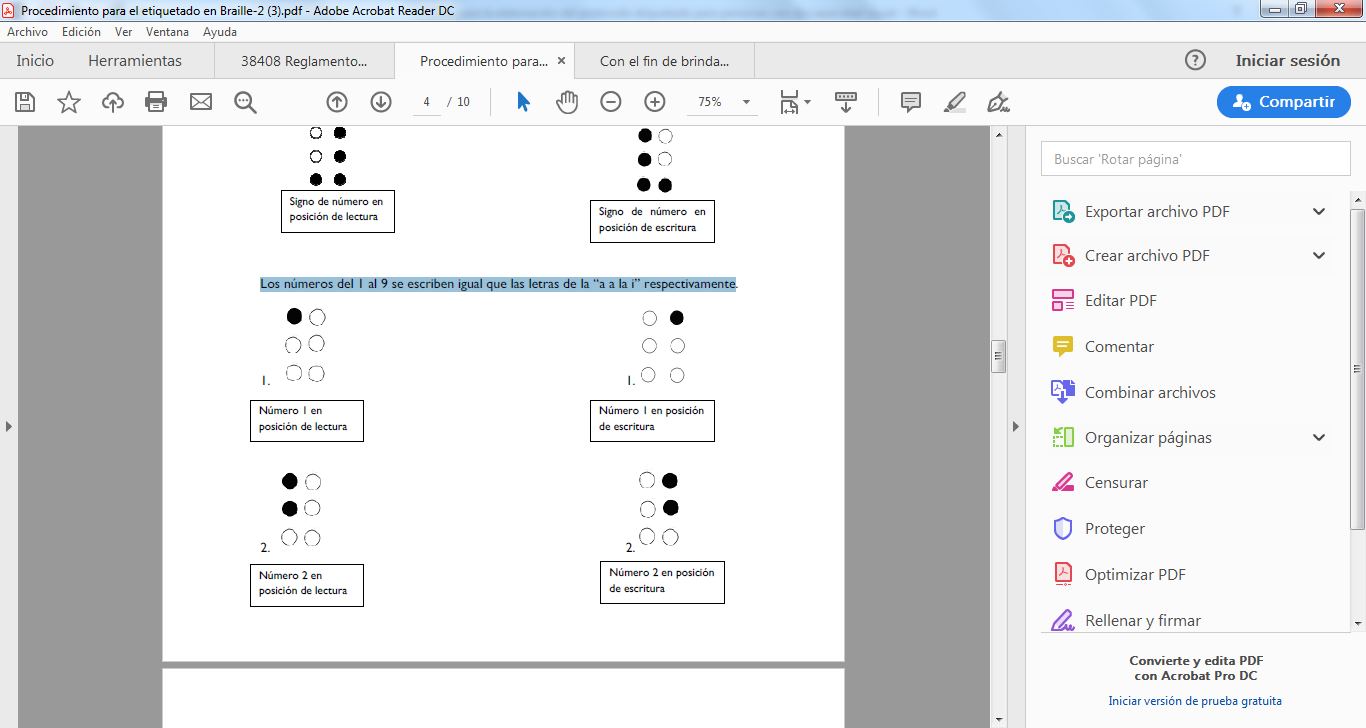 Procedimiento para el etiquetado en Braille-2 (3).pdf - Adobe Acrobat Reader DC
Archivo Edición Ver Ventana Ayuda
Inicio Herramientas 38408 Reglamento... Procedimiento para... × Con el fin de brinda... ? Iniciar sesión
4 / 10 75% Compartir
Signo de número en
posición de lectura
Signo de número en
posición de escritura
Los números del 1 al 9 se escriben igual que las letras de la “a a la i” respectivamente.
1.
Número 1 en
posición de lectura
1.
Número 1 en posición
de escritura
2.
Número 2 en
posición de lectura
2.
Número 2 en posición
de escritura
Buscar 'Rotar página'
Exportar archivo PDF
Crear archivo PDF
Editar PDF
Comentar
Combinar archivos
Organizar páginas
Censurar
Proteger
Optimizar PDF
Rellenar y firmar
Convierte y edita PDF
con Acrobat Pro DC
Iniciar versión de prueba gratuita